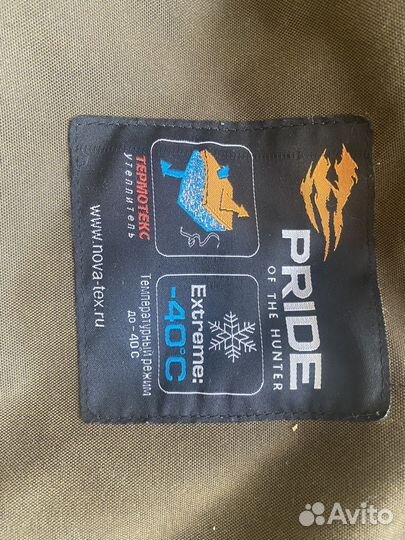 PRIDE
OF THE HUNTER
ТЕРМОТЕКС
утеплитель
Extreme:
-40°C
Температурный режим
до -40 С
www.nova-tex.ru
Avito